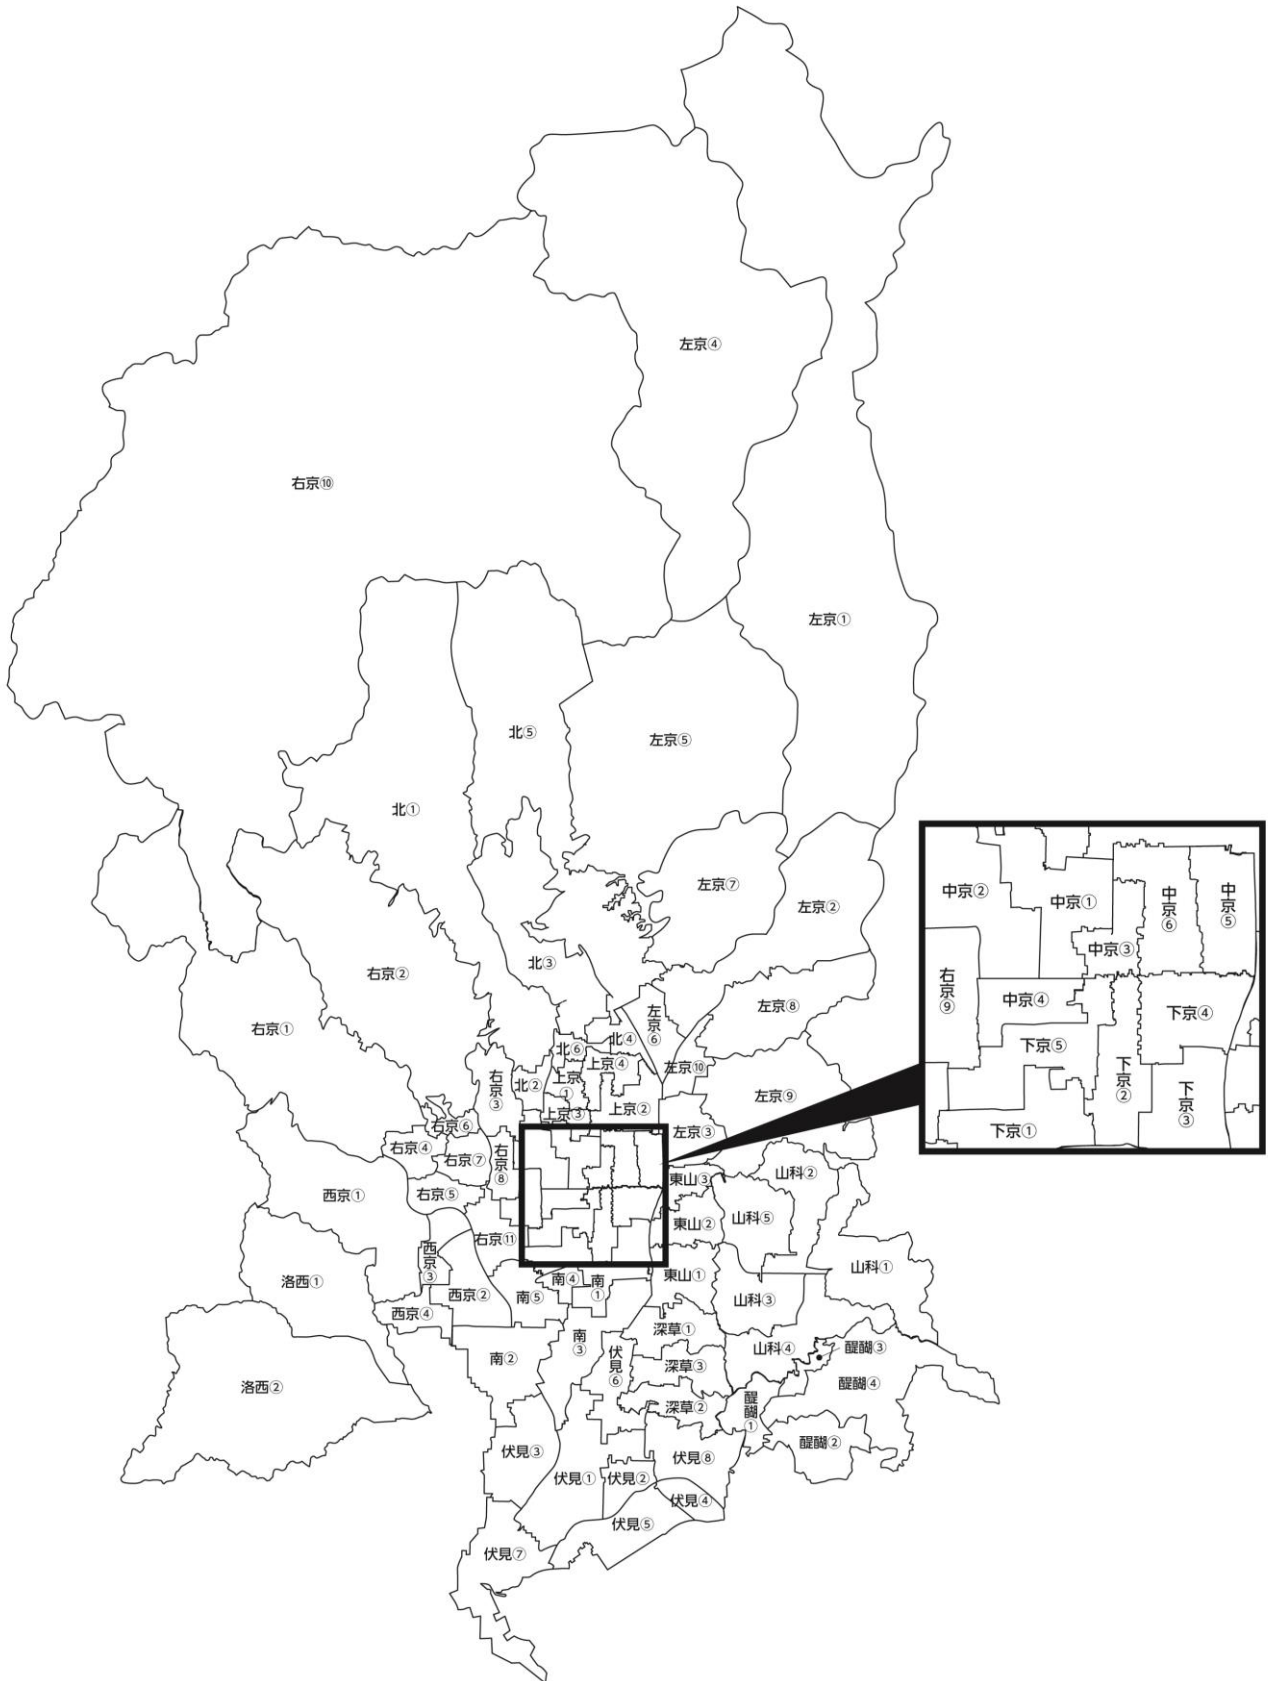 左京④
右京⑩
左京①
北⑤
左京⑤
北①
左京⑦
左京②
北③
右京②
左京⑧
右京①
左京⑥
北④
北⑥
上京④
左京⑩
右京③
北②
上京①
左京⑨
上京③
上京②
右京⑥
左京③
右京④
右京⑦
右京⑧
東山③
山科②
西京①
右京⑤
東山②
山科⑤
右京⑪
西京③
洛西①
東山①
山科①
南④
南①
西京②
南⑤
山科③
西京④
深草①
南③
山科④
醍醐③
南②
伏見⑥
深草③
醍醐④
洛西②
深草②
醍醐①
醍醐②
伏見③
伏見⑧
伏見①
伏見②
伏見④
伏見⑤
伏見⑦
中京②
中京①
中京⑥
中京⑤
中京③
右京⑨
中京④
下京④
下京⑤
下京②
下京③
下京①